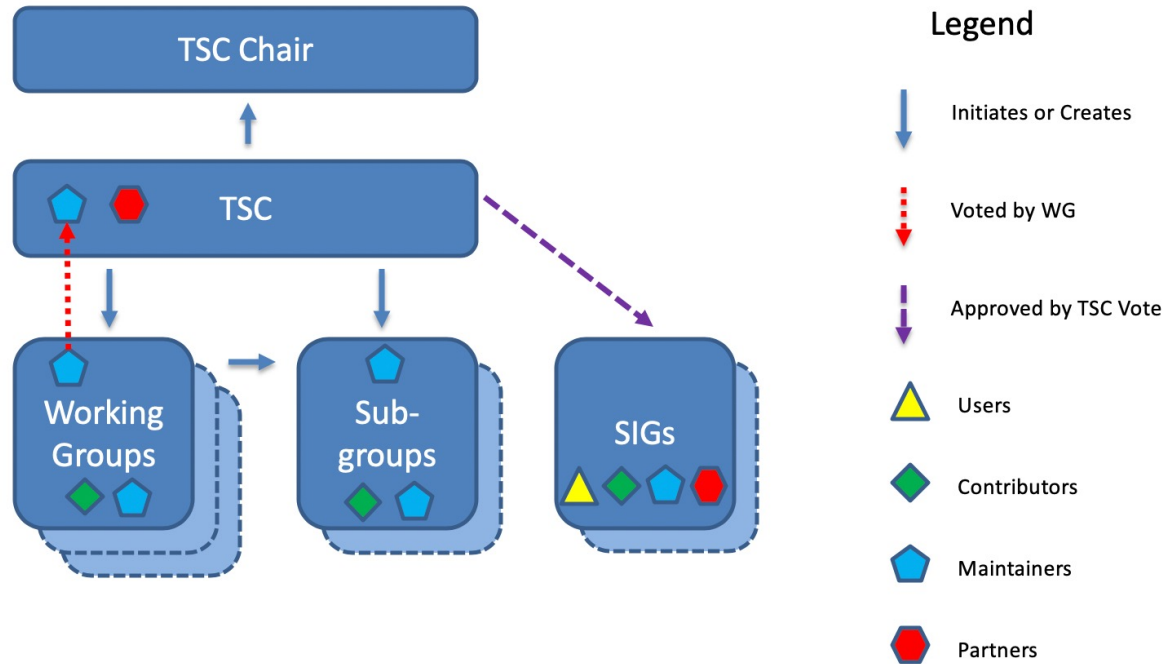 TSC Chair
TSC
Working
Groups
Sub-
groups
SIGs
Legend
Initiates or Creates
Voted by WG
Approved by TSC Vote
Users
Contributors
Maintainers
Partners